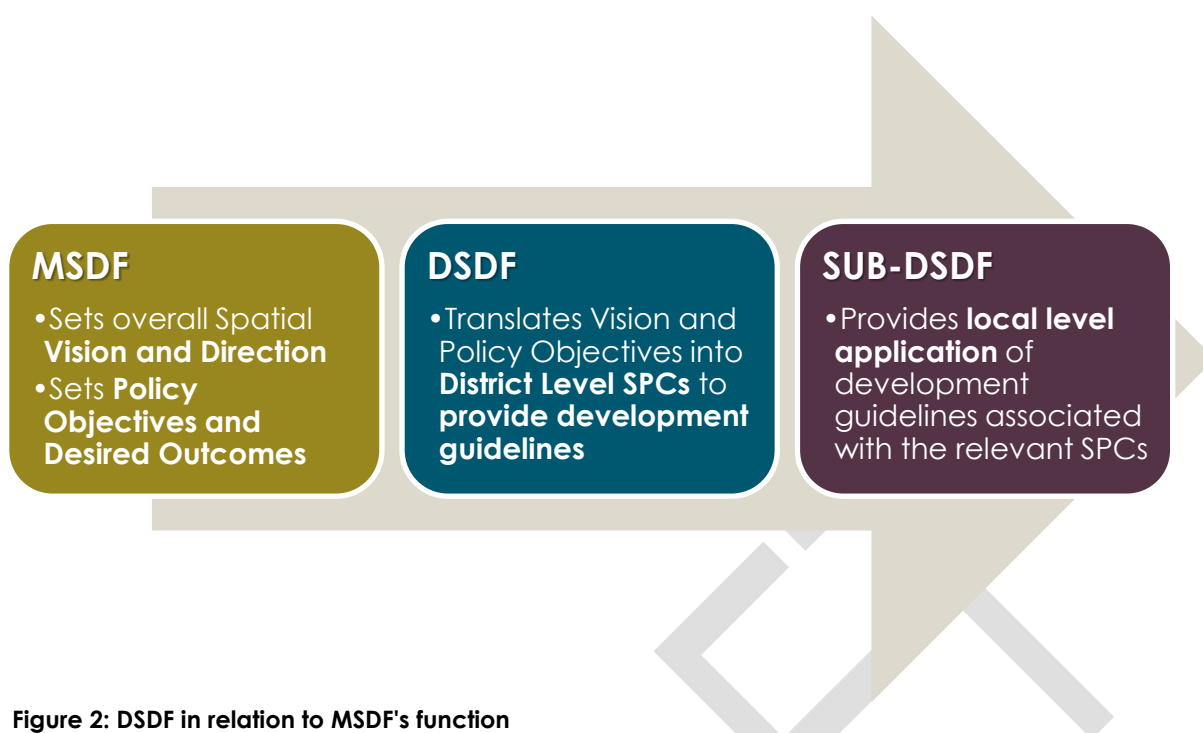 MSDF
•Sets overall Spatial
Vision and Direction
•Sets Policy
Objectives and
Desired Outcomes
DSDF
•Translates Vision and
Policy Objectives into
District Level SPCs to
provide development
guidelines
SUB-DSDF
•Provides local level
application of
development
guidelines associated
with the relevant SPCs
Figure 2: DSDF in relation to MSDF's function